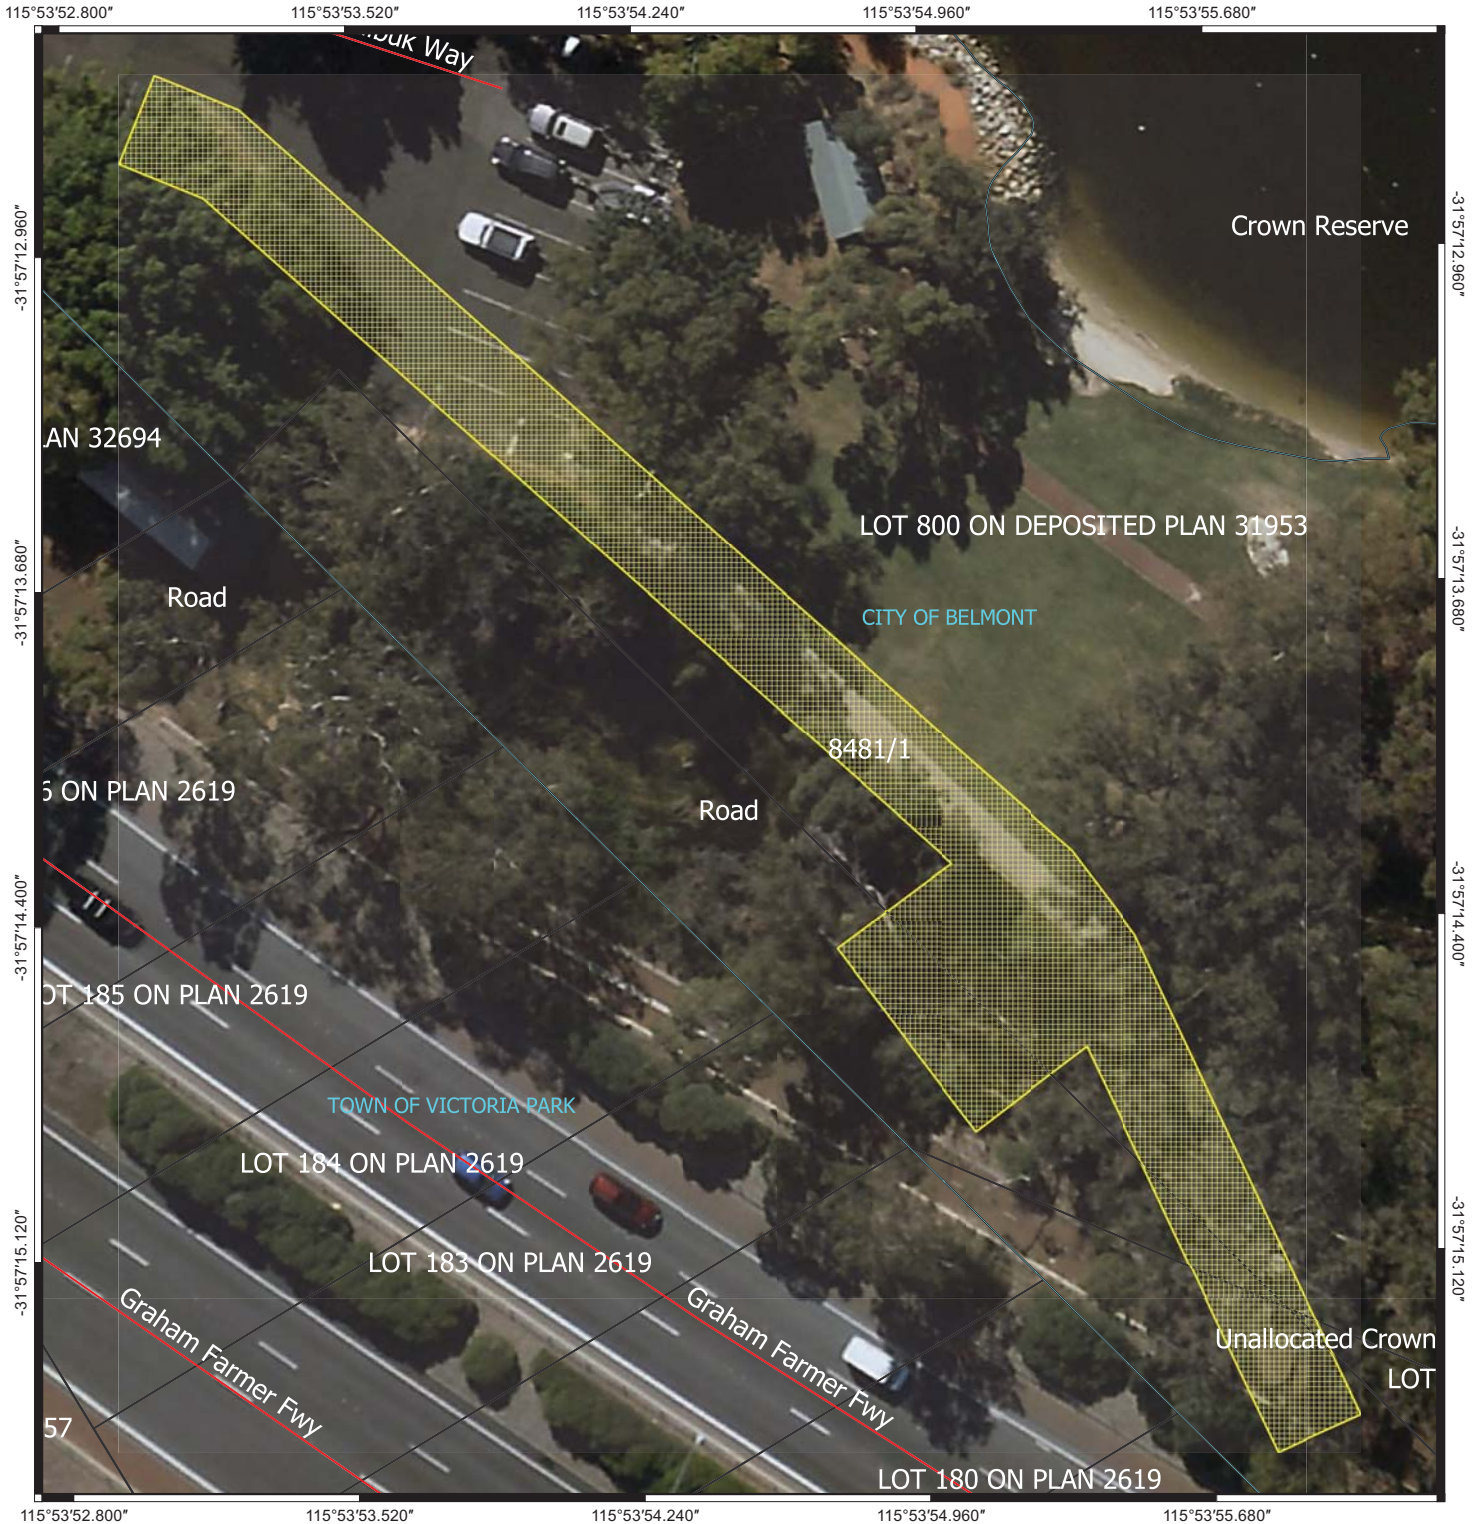 115°53′52.800″ 115°53′53.520″ 115°53′54.240″ 115°53′54.960″ 115°53′55.680″
Way
-31°57′12.960″
-31°57′12.960″
Crown Reserve
AN 32694
LOT 800 ON DEPOSITED PLAN 31953
-31°57′13.680″
-31°57′13.680″
Road
CITY OF BELMONT
8481/1
6 ON PLAN 2619
Road
-31°57′14.400″
-31°57′14.400″
OT 185 ON PLAN 2619
TOWN OF VICTORIA PARK
LOT 184 ON PLAN 2619
-31°57′15.120″
-31°57′15.120″
LOT 183 ON PLAN 2619
Graham Farmer Fwy
Graham Farmer Fwy
Unallocated Crown
LOT
57
LOT 180 ON PLAN 2619
115°53′52.800″ 115°53′53.520″ 115°53′54.240″ 115°53′54.960″ 115°53′55.680″